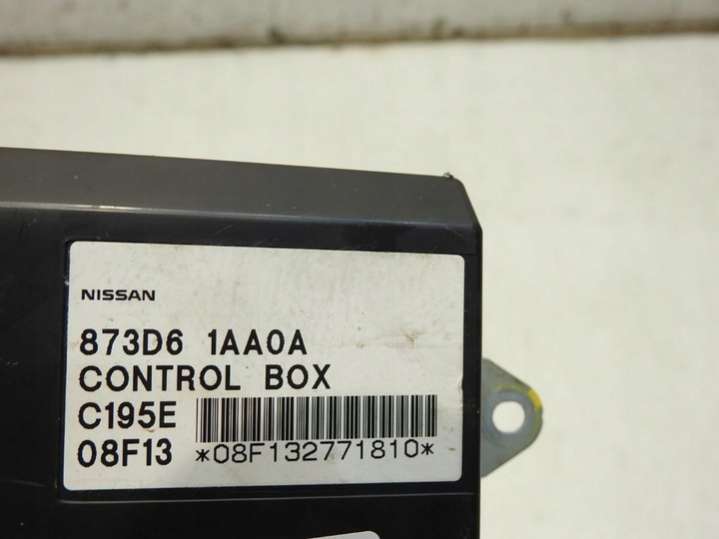 NISSAN
873D6 1AA0A
CONTROL BOX
C195E
08F13 *08F132771810*